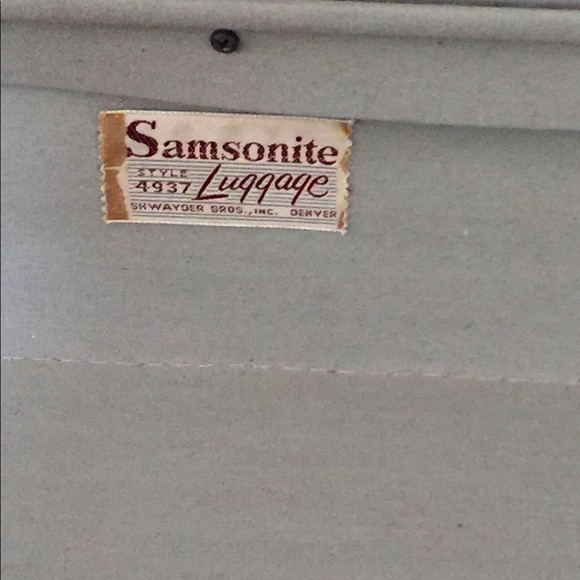 Samsonite
STYLE
4937 Luggage
SHWAYDER BROS., INC. DENVER